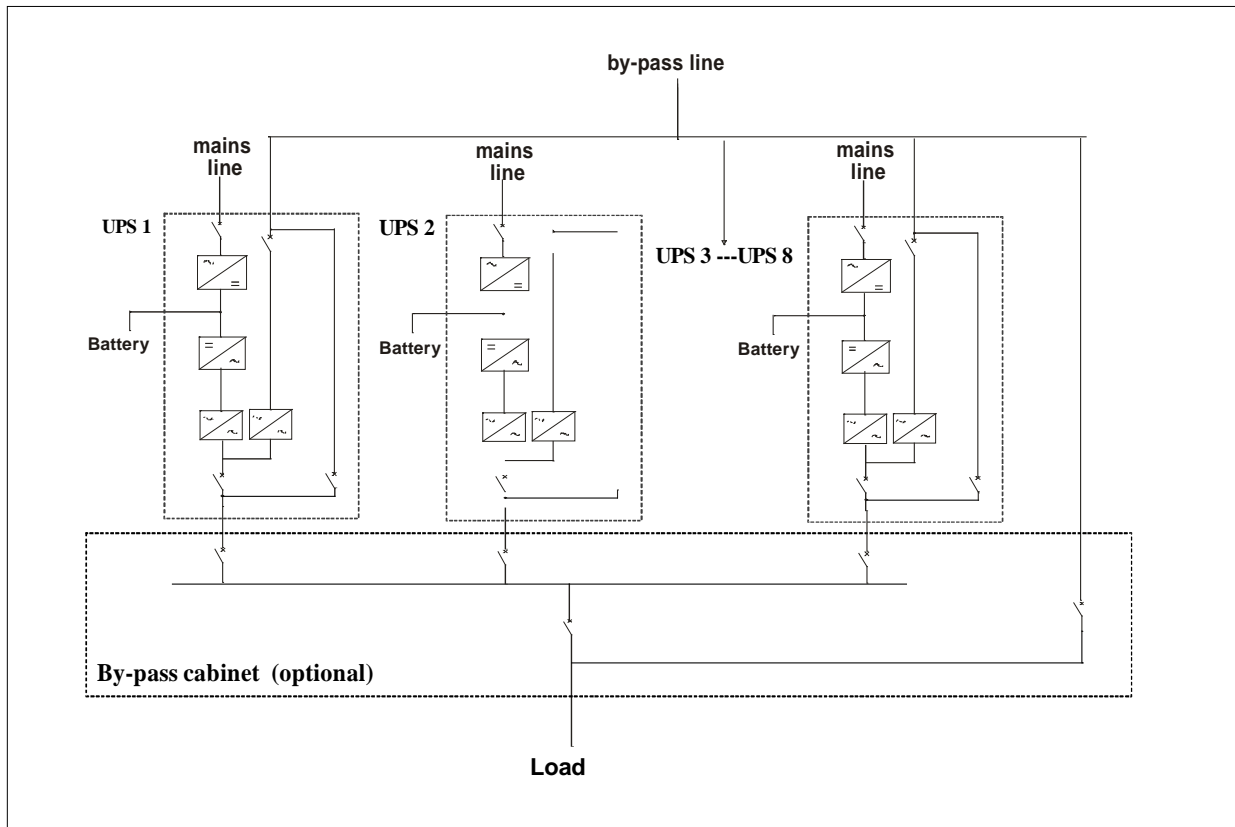 by-pass line
mains
line
mains
line
mains
line
UPS 1
UPS 2
UPS 3 ---UPS 8
Battery
Battery
Battery
By-pass cabinet (optional)
Load